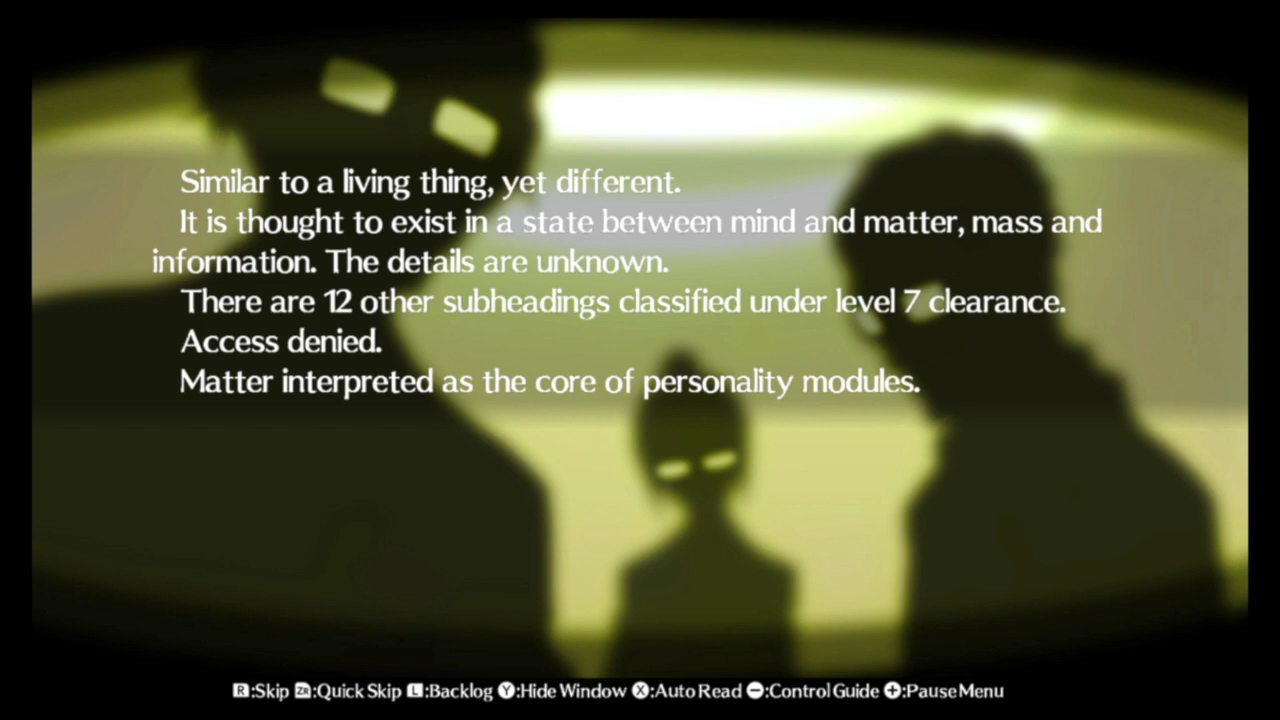 Similar to a living thing, yet different.
It is thought to exist in a state between mind and matter, mass and
information. The details are unknown.
There are 12 other subheadings classified under level 7 clearance.
Access denied.
Matter interpreted as the core of personality modules.
R:Skip ZR:Quick Skip L:Backlog Y:Hide Window X:Auto Read -:Control Guide +:Pause Menu